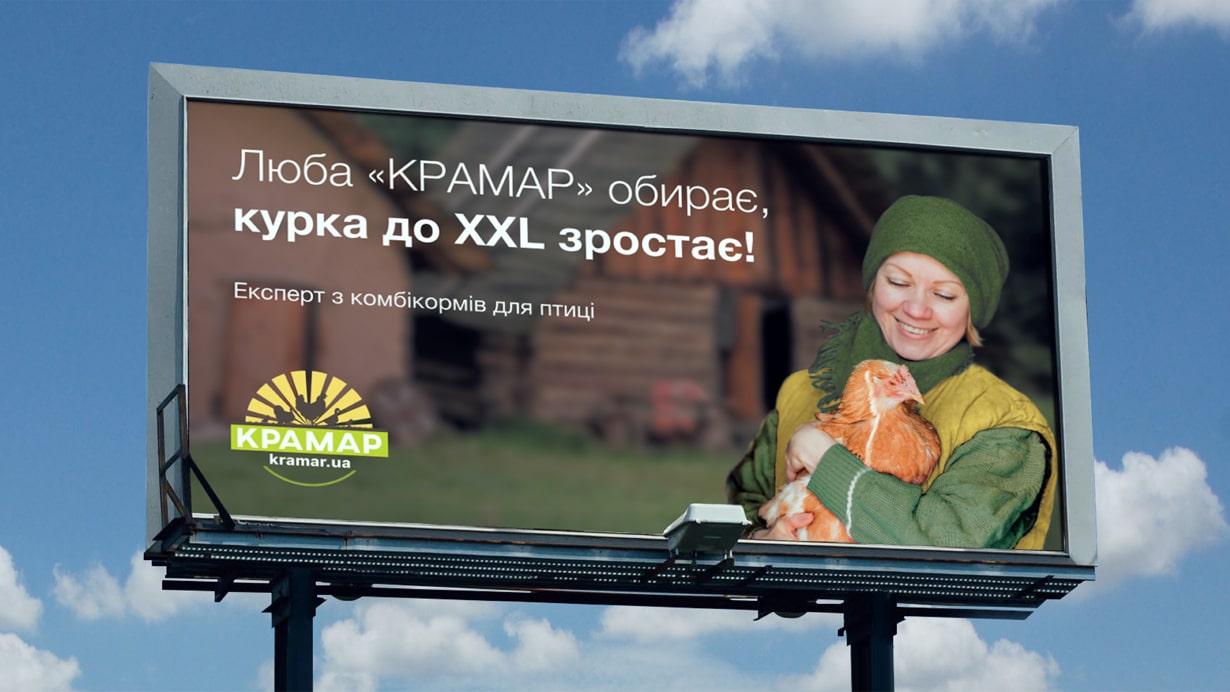 Люба «КРАМАР» обирає,
курка до XXL зростає!
Експерт з комбікормів для птиці
КРАМАР
kramar.ua